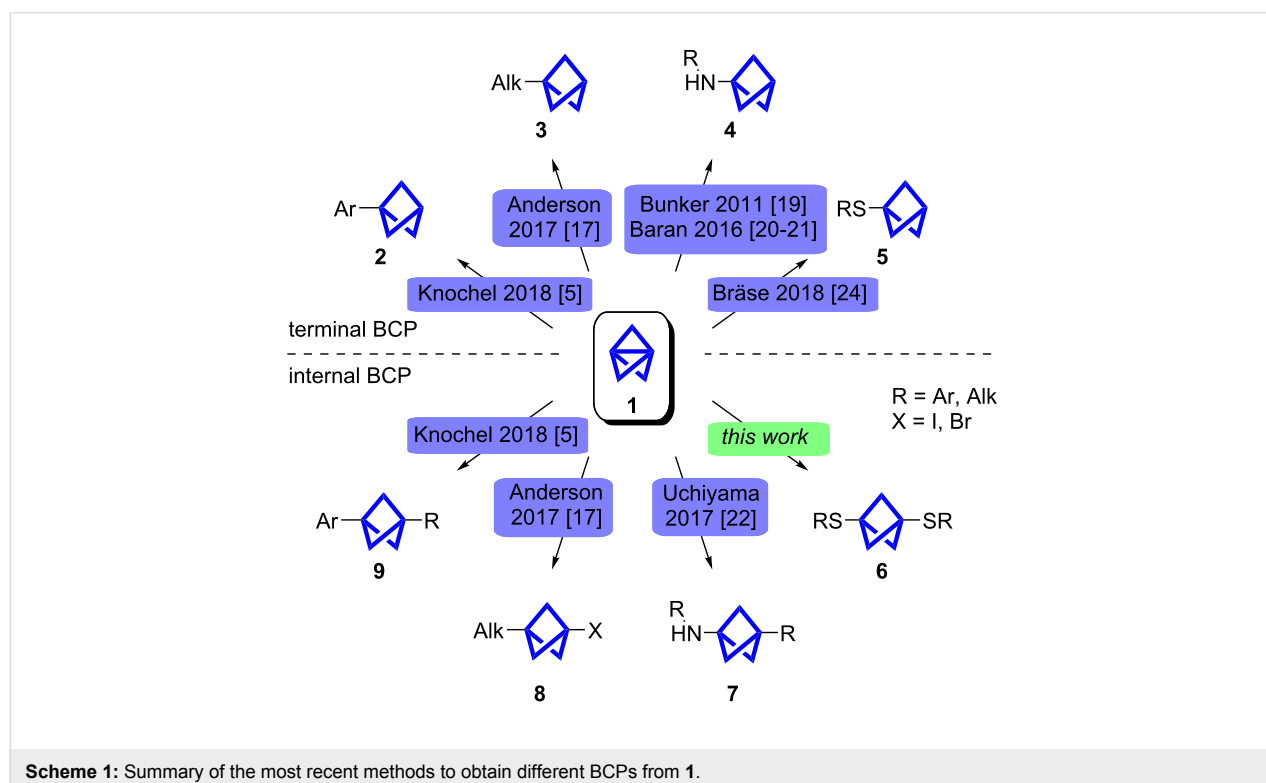 R
Alk
HN
3
4
Anderson
2017 [17]
Bunker 2011 [19]
Baran 2016 [20-21]
Ar
RS
2
5
Knochel 2018 [5]
Bräse 2018 [24]
terminal BCP
internal BCP
1
R = Ar, Alk
X = I, Br
Knochel 2018 [5]
this work
Anderson
2017 [17]
Uchiyama
2017 [22]
Ar
R
RS
SR
9
6
R
Alk
X
HN
R
8
7
Scheme 1: Summary of the most recent methods to obtain different BCPs from 1.